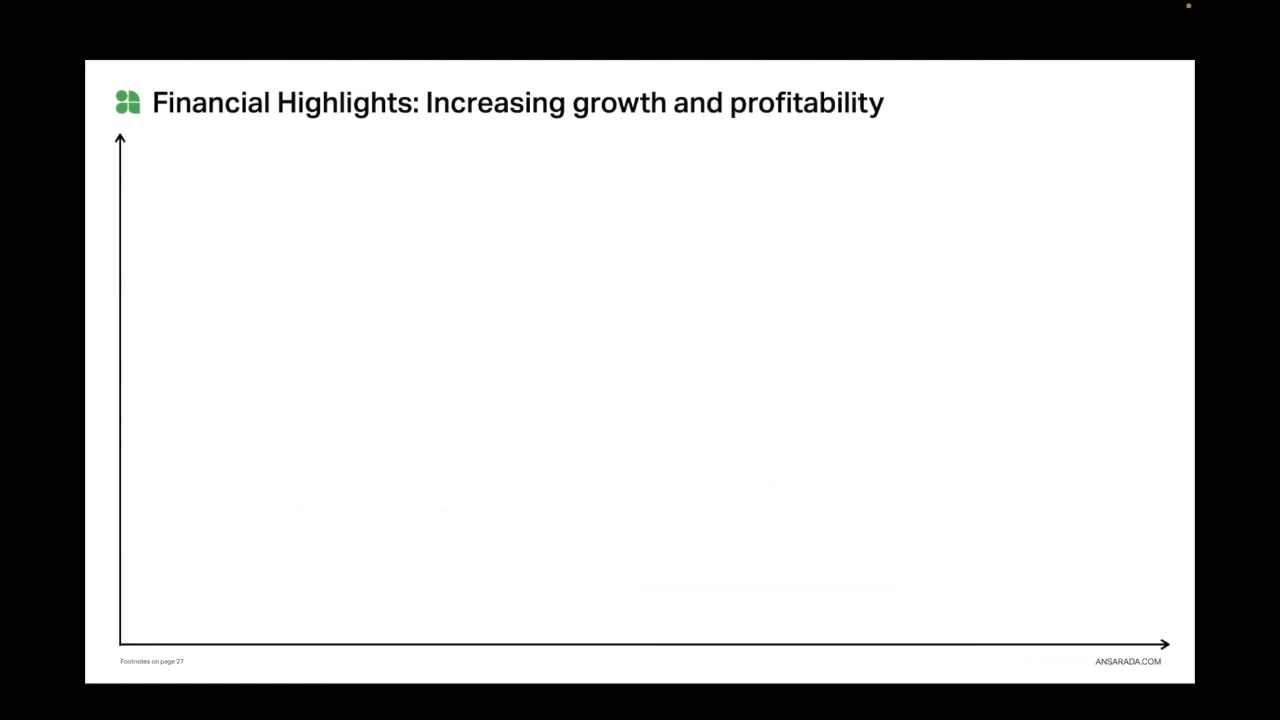 Financial Highlights: Increasing growth and profitability
Footnotes on page 27
ANSARADA.COM